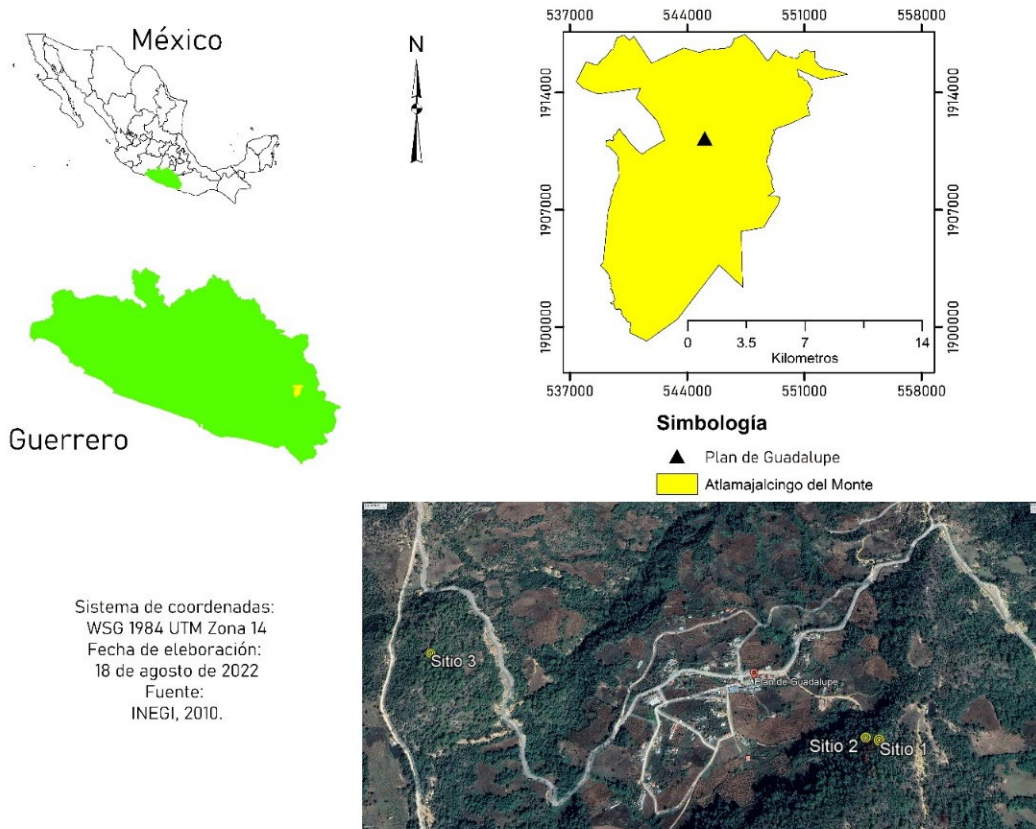 México
N
Guerrero
537000 544000 551000 558000
1914000 1914000
1907000 1907000
1900000 1900000
0 3.5 7 14
Kilometros
537000 544000 551000 558000
Simbología
Plan de Guadalupe
Atlamajalcingo del Monte
Sistema de coordenadas:
WSG 1984 UTM Zona 14
Fecha de eleboración:
18 de agosto de 2022
Fuente:
INEGI, 2010.
Sitio 3
Plan de Guadalupe
Sitio 2 Sitio 1